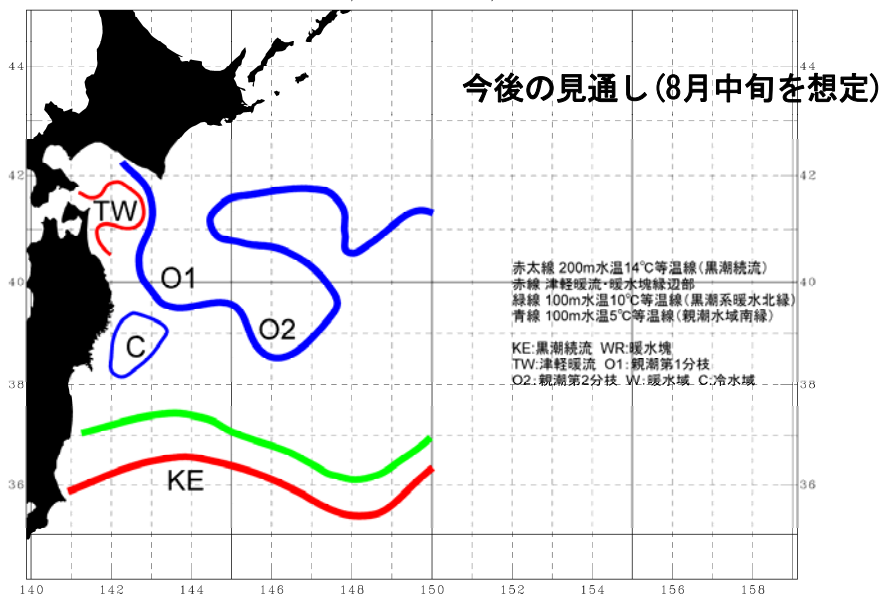 今後の見通し(8月中旬を想定)
44
44
42
42
TW
O1
赤太線 200m水温14℃等温線(黒潮続流)
赤線 津軽暖流・暖水塊縁辺部
緑線 100m水温10℃等温線(黒潮系暖水北縁)
青線 100m水温5℃等温線(親潮水域南縁)
40
40
O2
C
KE:黒潮続流 WR:暖水塊
TW:津軽暖流 O1:親潮第1分枝
O2:親潮第2分枝 W:暖水域 C:冷水域
38
38
KE
36
36
140 142 144 146 148 150 152 154 156 158